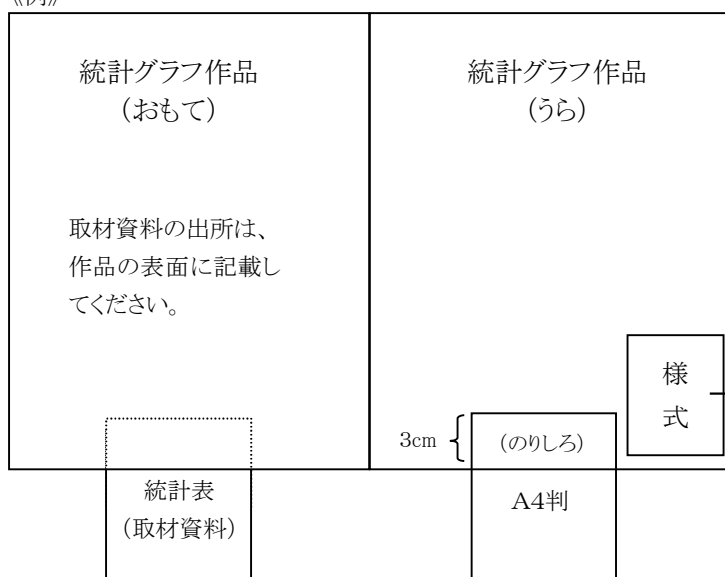 《例》
統計グラフ作品
（おもて）
取材資料の出所は、
作品の表面に記載し
てください。
統計表
（取材資料）
統計グラフ作品
（うら）
様
式
3cm
（のりしろ）
A4判